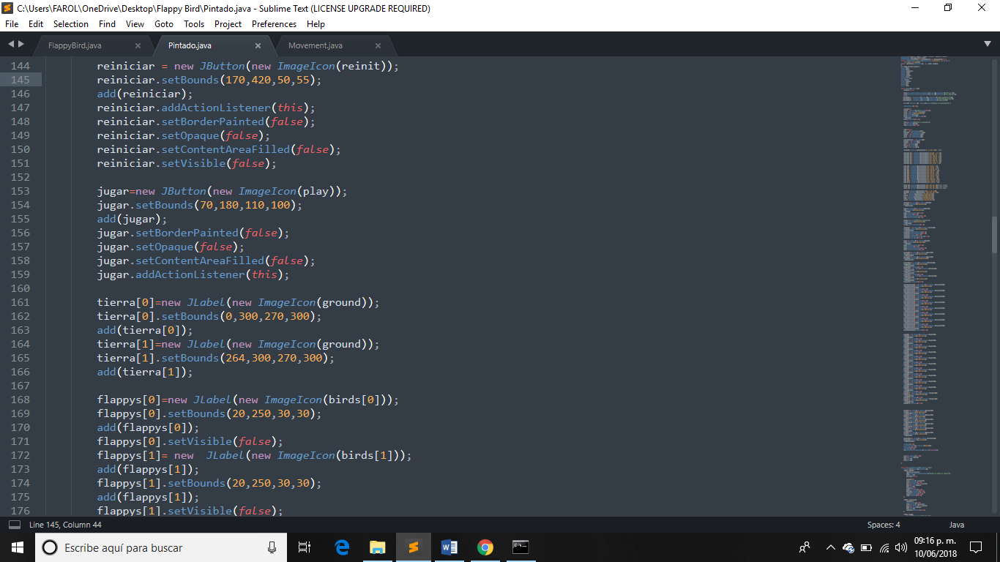 C:\Users\FAROL\OneDrive\Desktop\Flappy Bird\Pintado.java - Sublime Text (LICENSE UPGRADE REQUIRED)
File Edit Selection Find View Goto Tools Project Preferences Help
FlappyBird.java Pintado.java Movement.java
144 reiniciar = new JButton(new ImageIcon(reinit));
145 reiniciar.setBounds(170,420,50,55);
146 add(reiniciar);
147 reiniciar.addActionListener(this);
148 reiniciar.setBorderPainted(false);
149 reiniciar.setOpaque(false);
150 reiniciar.setContentAreaFilled(false);
151 reiniciar.setVisible(false);
152
153 jugar=new JButton(new ImageIcon(play));
154 jugar.setBounds(70,180,110,100);
155 add(jugar);
156 jugar.setBorderPainted(false);
157 jugar.setOpaque(false);
158 jugar.setContentAreaFilled(false);
159 jugar.addActionListener(this);
160
161 tierra[0]=new JLabel(new ImageIcon(ground));
162 tierra[0].setBounds(0,300,270,300);
163 add(tierra[0]);
164 tierra[1]=new JLabel(new ImageIcon(ground));
165 tierra[1].setBounds(264,300,270,300);
166 add(tierra[1]);
167
168 flappys[0]=new JLabel(new ImageIcon(birds[0]));
169 flappys[0].setBounds(20,250,30,30);
170 add(flappys[0]);
171 flappys[0].setVisible(false);
172 flappys[1]= new  JLabel(new ImageIcon(birds[1]));
173 add(flappys[1]);
174 flappys[1].setBounds(20,250,30,30);
175 add(flappys[1]);
176 flappys[1].setVisible(false);
Line 145, Column 44 Spaces: 4 Java
Escribe aquí para buscar
09:16 p. m.
10/06/2018